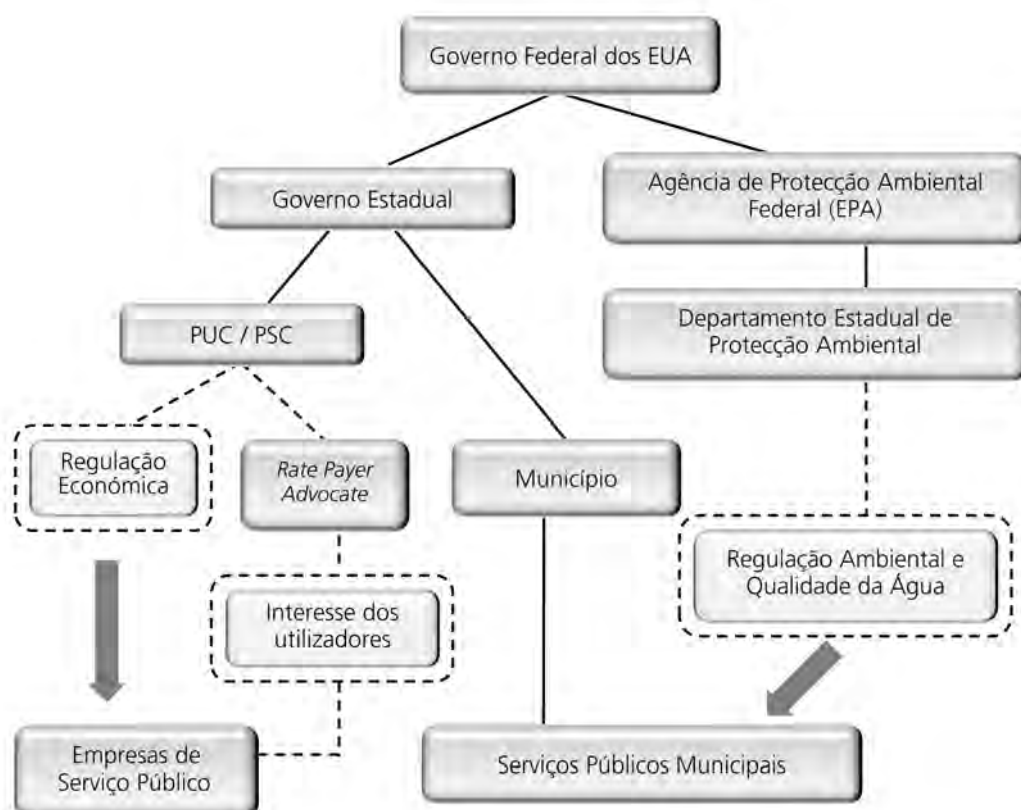 Governo Federal dos EUA
Governo Estadual
Agência de Protecção Ambiental
Federal (EPA)
PUC / PSC
Departamento Estadual de
Protecção Ambiental
Regulação
Económica
Rate Payer
Advocate
Município
Regulação Ambiental e
Qualidade da Água
Interesse dos
utilizadores
Empresas de
Serviço Público
Serviços Públicos Municipais